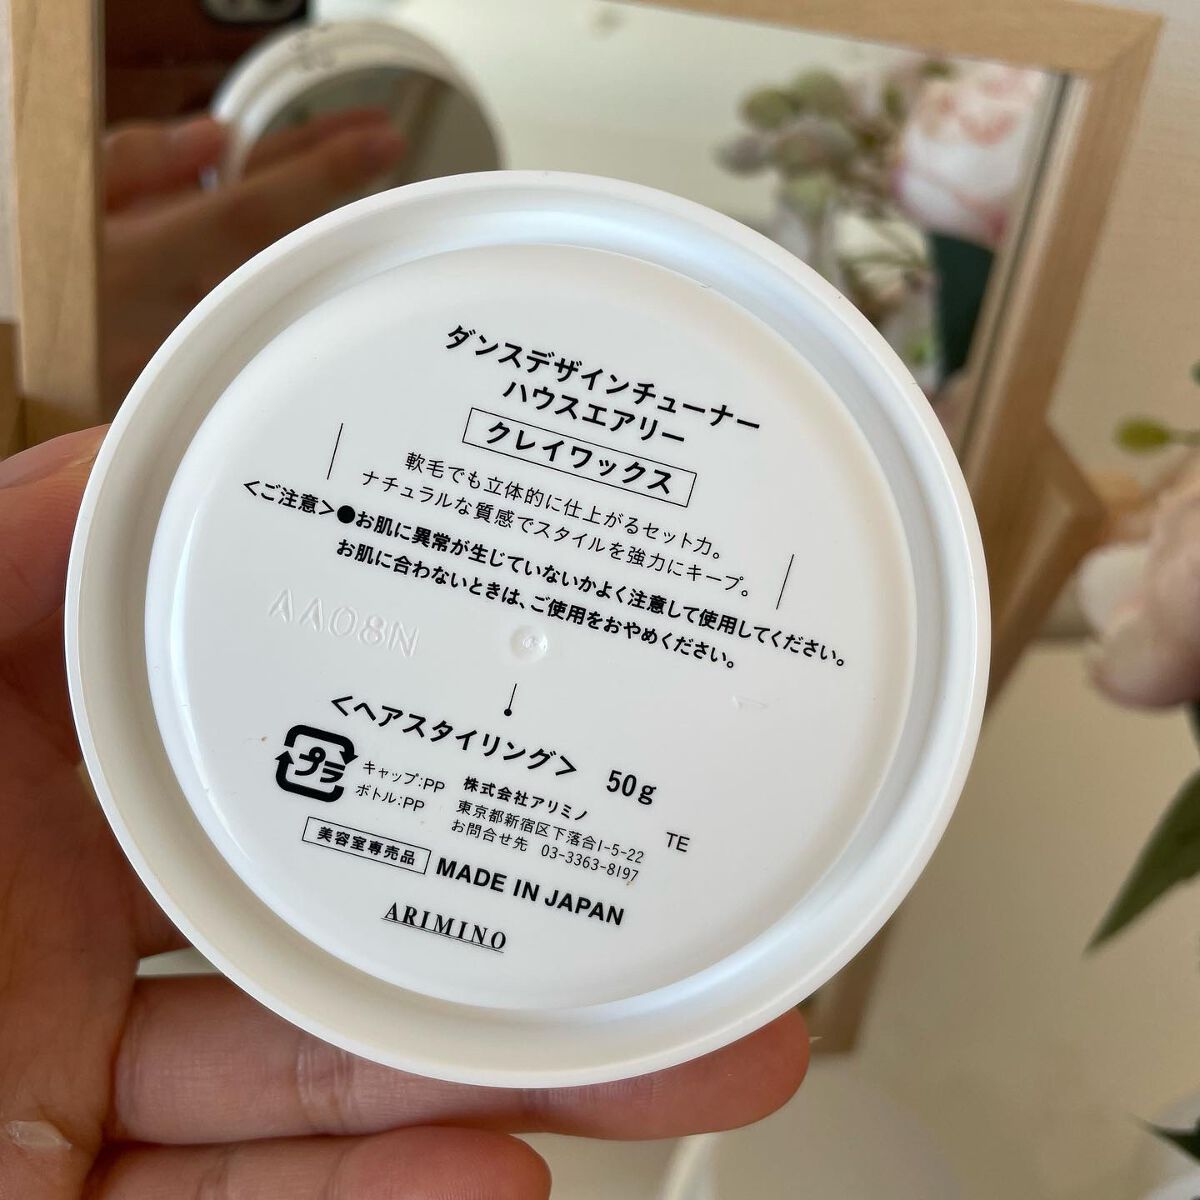 ダンスデザインチューナー
ハウスエアリー
クレイワックス
軟毛でも立体的に仕上がるセット力。
ナチュラルな質感でスタイルを強力にキープ。
<ご注意>●お肌に異常が生じていないかよく注意して使用してください。
お肌に合わないときは、ご使用をおやめください。
AA08N
<ヘアスタイリング> 50g
プラ
キャップ:PP
ボトル:PP
株式会社アリミノ
東京都新宿区下落合1-5-22
お問合せ先 03-3363-8197
TE
美容室専売品
MADE IN JAPAN
ARIMINO